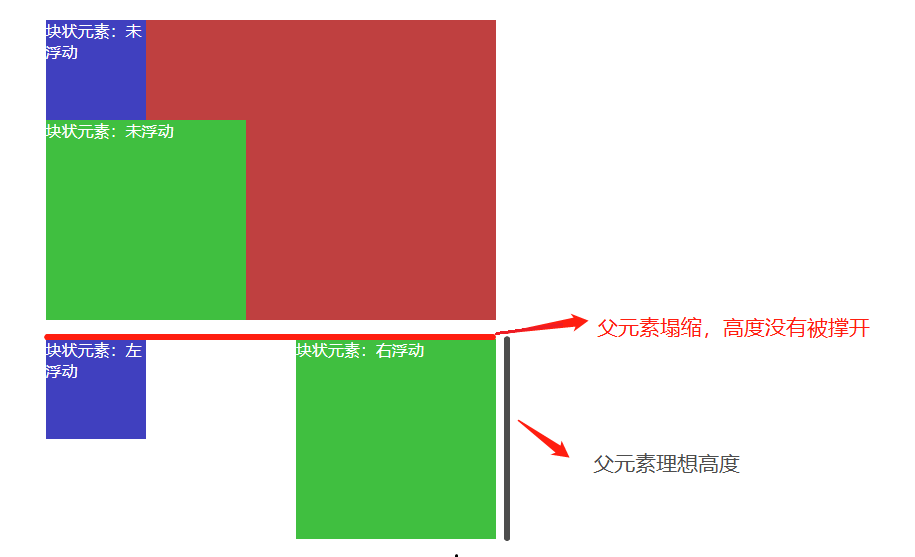 块状元素：未
浮动
块状元素：未浮动
父元素塌缩，高度没有被撑开
块状元素：左
浮动
块状元素：右浮动
父元素理想高度